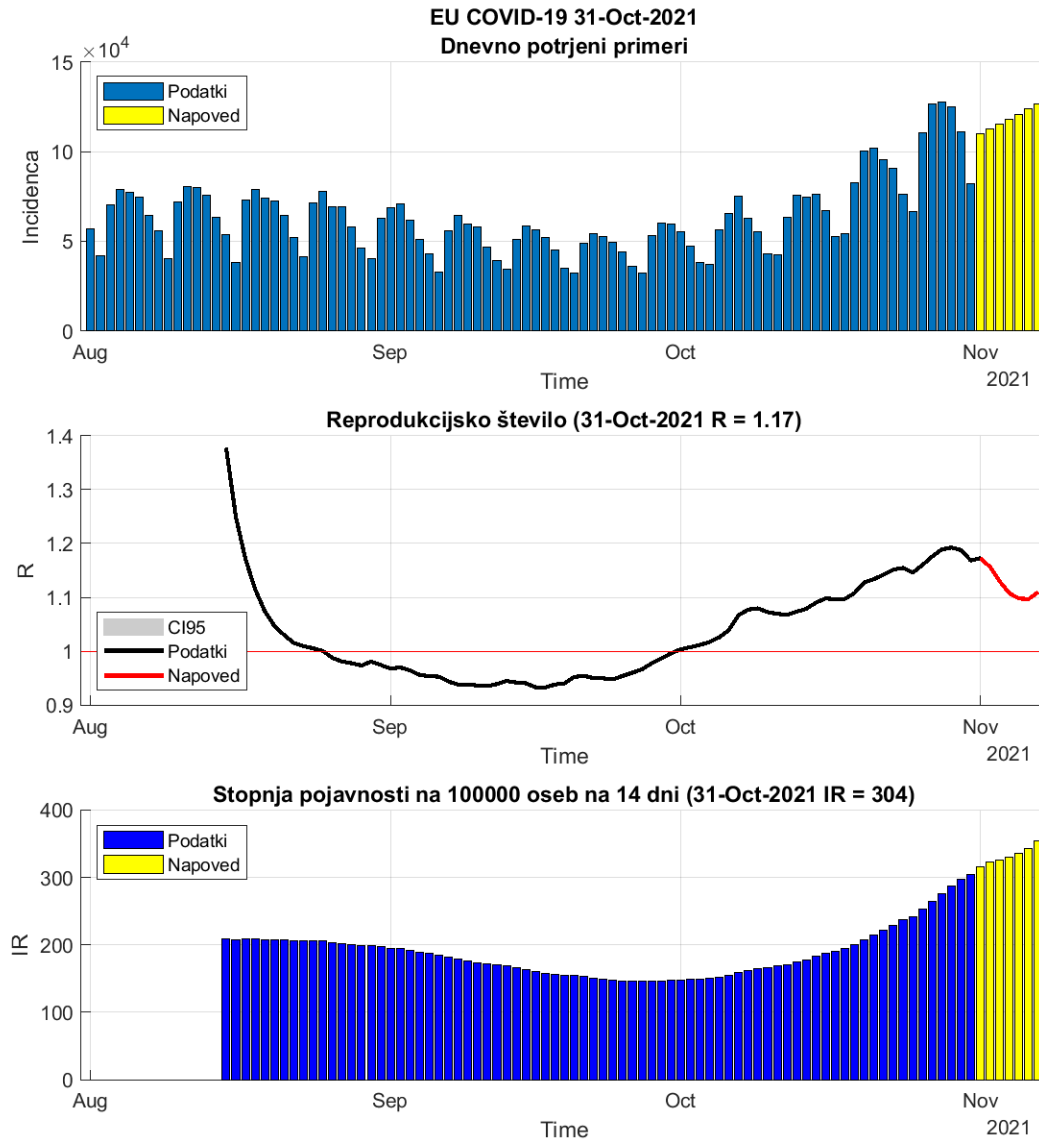 EU COVID-19 31-Oct-2021
Dnevno potrjeni primeri
×10⁴
15
10
5
0
Incidenca
Podatki
Napoved
Aug Sep Oct Nov
Time
2021
Reprodukcijsko število (31-Oct-2021 R = 1.17)
1.4
1.3
1.2
1.1
1
0.9
R
CI95
Podatki
Napoved
Aug Sep Oct Nov
Time
2021
Stopnja pojavnosti na 100000 oseb na 14 dni (31-Oct-2021 IR = 304)
400
300
200
100
0
IR
Podatki
Napoved
Aug Sep Oct Nov
Time
2021